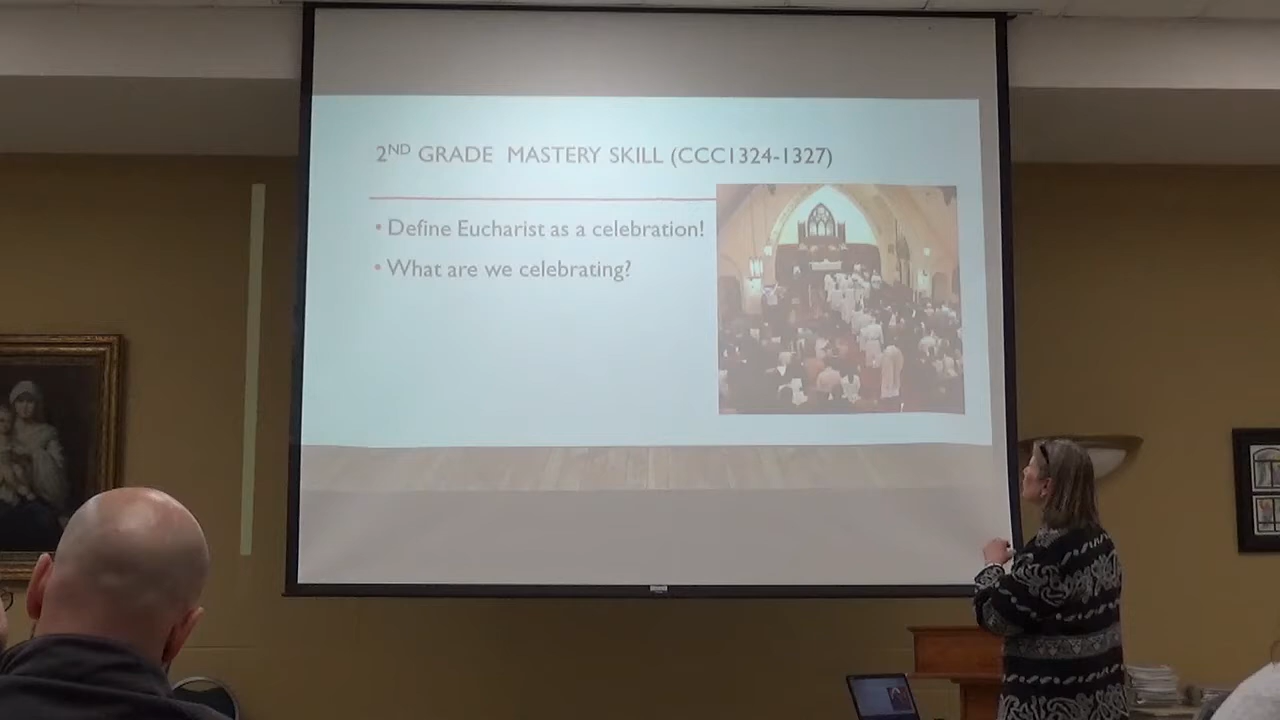 2ND GRADE MASTERY SKILL (CCC1324-1327)
• Define Eucharist as a celebration!
• What are we celebrating?